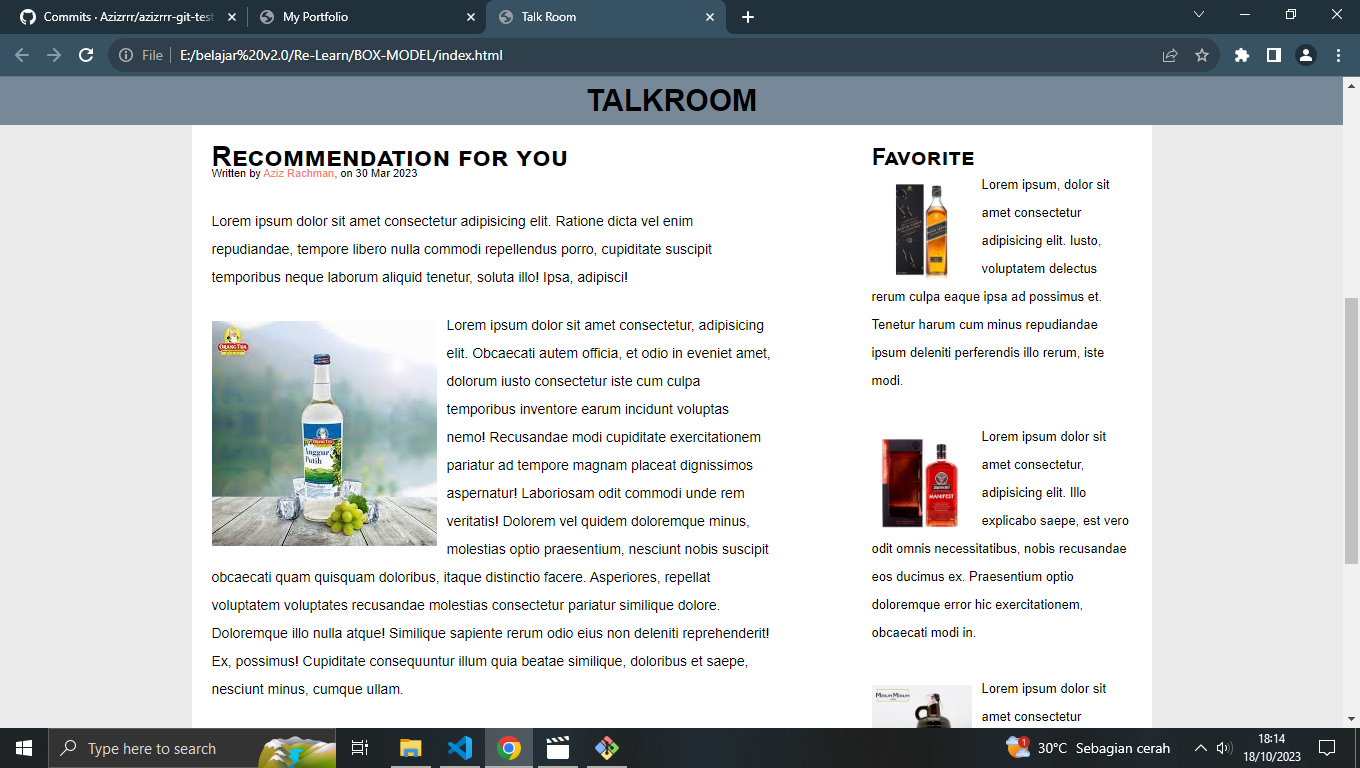 Commits · Azizrrr/azizrrr-git-test
My Portfolio
Talk Room
File
E:/belajar%20v2.0/Re-Learn/BOX-MODEL/index.html
TALKROOM
Recommendation for you
Written by Aziz Rachman, on 30 Mar 2023
Lorem ipsum dolor sit amet consectetur adipisicing elit. Ratione dicta vel enim
repudiandae, tempore libero nulla commodi repellendus porro, cupiditate suscipit
temporibus neque laborum aliquid tenetur, soluta illo! Ipsa, adipisci!
ORANG TUA
ORANG TUA
Anggur
Putih
Lorem ipsum dolor sit amet consectetur, adipisicing
elit. Obcaecati autem officia, et odio in eveniet amet,
dolorum iusto consectetur iste cum culpa
temporibus inventore earum incidunt voluptas
nemo! Recusandae modi cupiditate exercitationem
pariatur ad tempore magnam placeat dignissimos
aspernatur! Laboriosam odit commodi unde rem
veritatis! Dolorem vel quidem doloremque minus,
molestias optio praesentium, nesciunt nobis suscipit
obcaecati quam quisquam doloribus, itaque distinctio facere. Asperiores, repellat
voluptatem voluptates recusandae molestias consectetur pariatur similique dolore.
Doloremque illo nulla atque! Similique sapiente rerum odio eius non deleniti reprehenderit!
Ex, possimus! Cupiditate consequuntur illum quia beatae similique, doloribus et saepe,
nesciunt minus, cumque ullam.
Favorite
Lorem ipsum, dolor sit
amet consectetur
adipisicing elit. Iusto,
voluptatem delectus
rerum culpa eaque ipsa ad possimus et.
Tenetur harum cum minus repudiandae
ipsum deleniti perferendis illo rerum, iste
modi.
MANIFEST
Lorem ipsum dolor sit
amet consectetur,
adipisicing elit. Illo
explicabo saepe, est vero
odit omnis necessitatibus, nobis recusandae
eos ducimus ex. Praesentium optio
doloremque error hic exercitationem,
obcaecati modi in.
MINUM MINUM
Lorem ipsum dolor sit
amet consectetur
Type here to search
1
30°C Sebagian cerah
18:14
18/10/2023